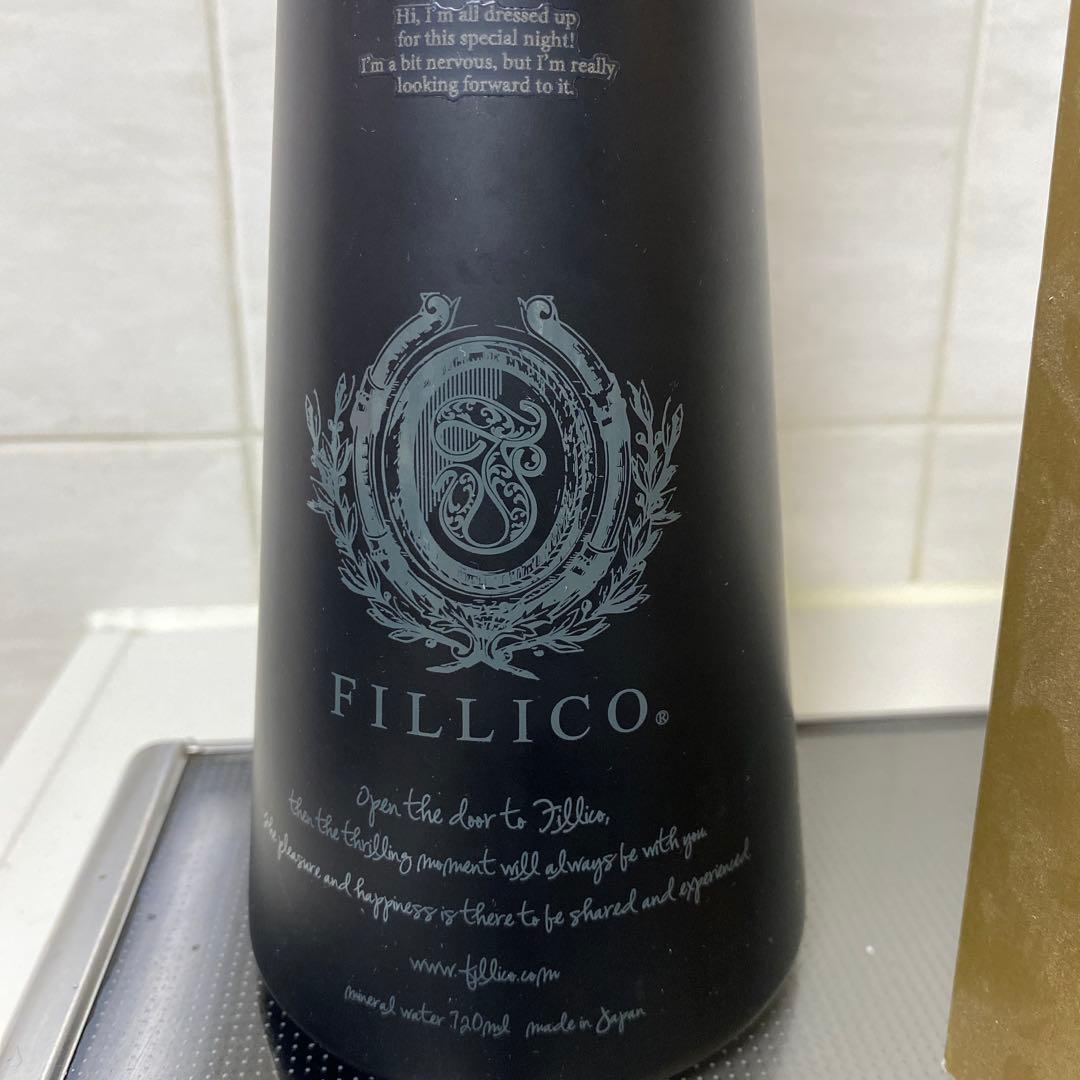 Hi, I'm all dressed up
for this special night!
I'm a bit nervous, but I'm really
looking forward to it.
FILLICO®
Open the door to Fillico,
then the thrilling moment will always be with you.
The pleasure and happiness is there to be shared and experienced
www.fillico.com
mineral water 720ml made in Japan